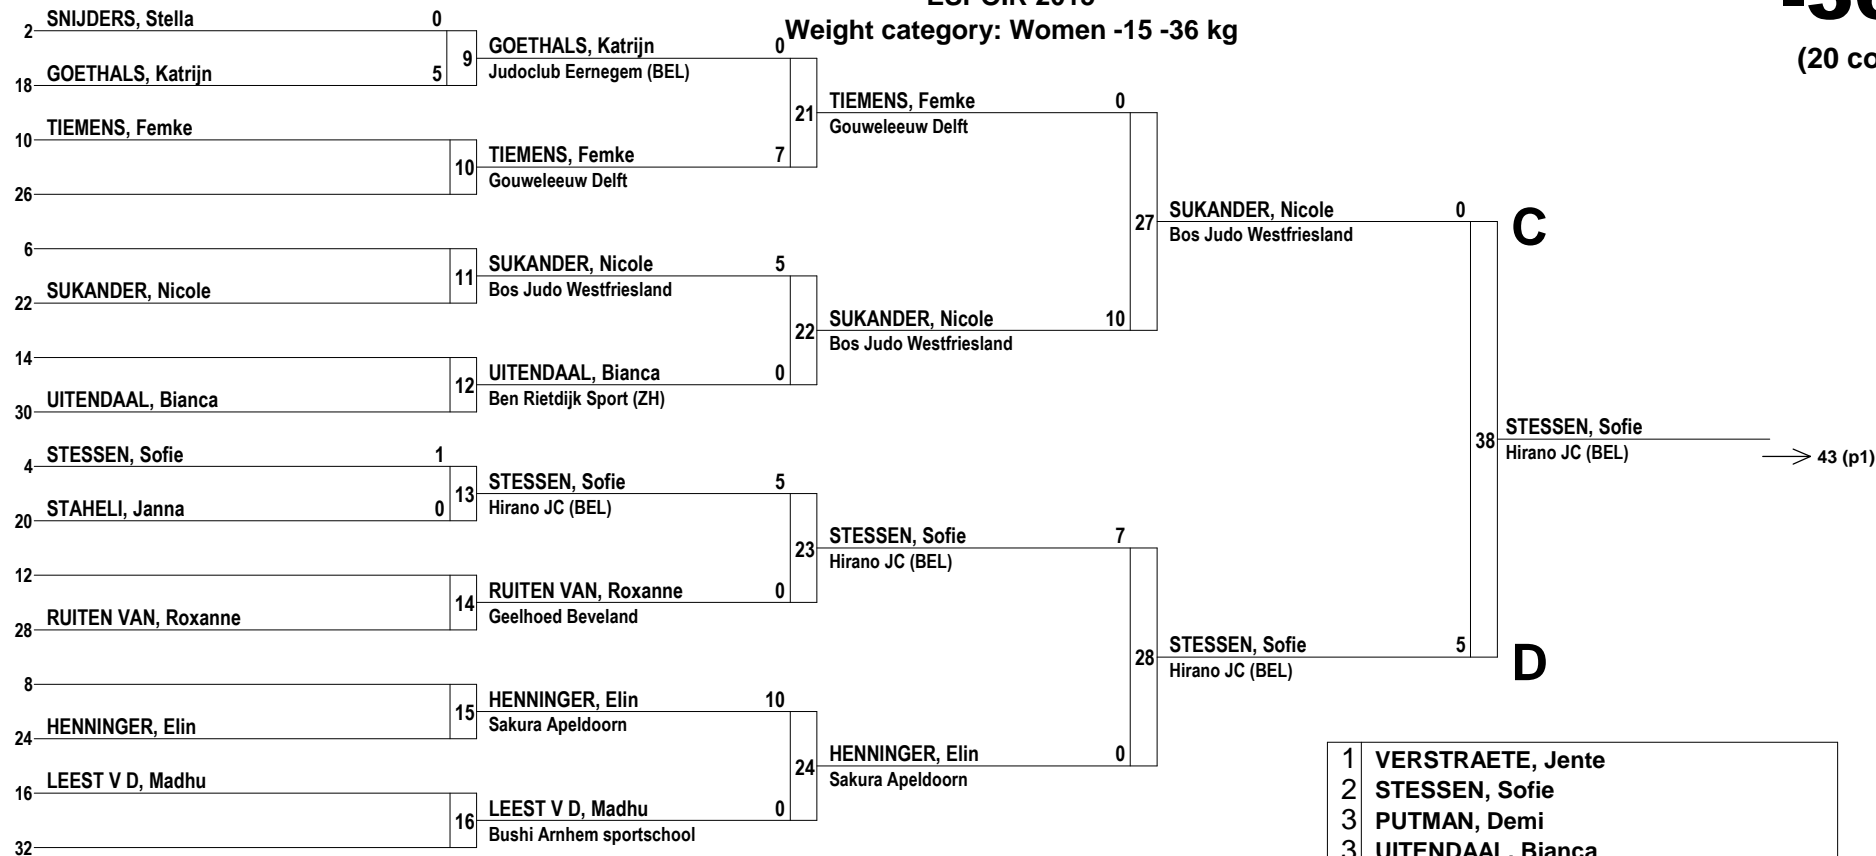 ESPOIR 2013
Weight category: Women -15 -36 kg
(20 co
2 SNIJDERS, Stella 0
18 GOETHALS, Katrijn 5
10 TIEMENS, Femke
26
6
22 SUKANDER, Nicole
14
30 UITENDAAL, Bianca
4 STESSEN, Sofie 1
20 STAHELI, Janna 0
12
28 RUITEN VAN, Roxanne
8
24 HENNINGER, Elin
16 LEEST V D, Madhu
32
9 GOETHALS, Katrijn 0
Judoclub Eernegem (BEL)
10 TIEMENS, Femke 7
Gouweleeuw Delft
11 SUKANDER, Nicole 5
Bos Judo Westfriesland
12 UITENDAAL, Bianca 0
Ben Rietdijk Sport (ZH)
13 STESSEN, Sofie 5
Hirano JC (BEL)
14 RUITEN VAN, Roxanne 0
Geelhoed Beveland
15 HENNINGER, Elin 10
Sakura Apeldoorn
16 LEEST V D, Madhu 0
Bushi Arnhem sportschool
21 TIEMENS, Femke 0
Gouweleeuw Delft
22 SUKANDER, Nicole 10
Bos Judo Westfriesland
23 STESSEN, Sofie 7
Hirano JC (BEL)
24 HENNINGER, Elin 0
Sakura Apeldoorn
27 SUKANDER, Nicole 0
Bos Judo Westfriesland
C
28 STESSEN, Sofie 5
Hirano JC (BEL)
D
38 STESSEN, Sofie
Hirano JC (BEL)
43 (p1)
1 VERSTRAETE, Jente
2 STESSEN, Sofie
3 PUTMAN, Demi
3 UITENDAAL, Bianca